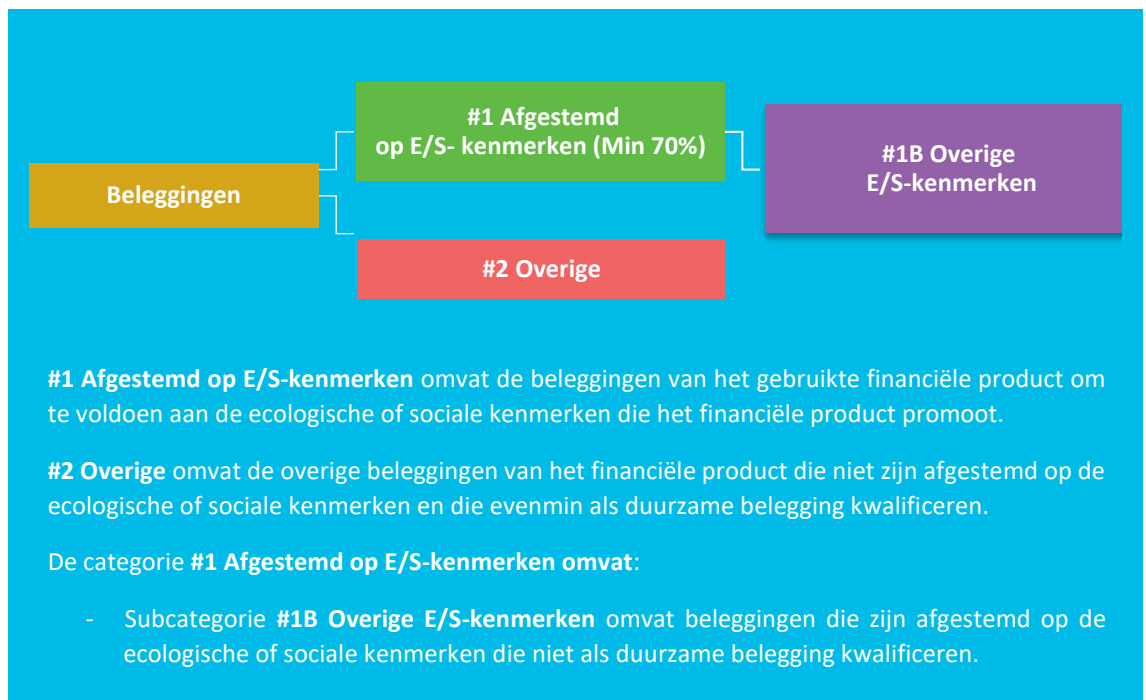 #1 Afgestemd
op E/S- kenmerken (Min 70%)
#1B Overige
E/S-kenmerken
Beleggingen
#2 Overige
#1 Afgestemd op E/S-kenmerken omvat de beleggingen van het gebruikte financiële product om
te voldoen aan de ecologische of sociale kenmerken die het financiële product promoot.
#2 Overige omvat de overige beleggingen van het financiële product die niet zijn afgestemd op de
ecologische of sociale kenmerken en die evenmin als duurzame belegging kwalificeren.
De categorie #1 Afgestemd op E/S-kenmerken omvat:
- Subcategorie #1B Overige E/S-kenmerken omvat beleggingen die zijn afgestemd op de
ecologische of sociale kenmerken die niet als duurzame belegging kwalificeren.